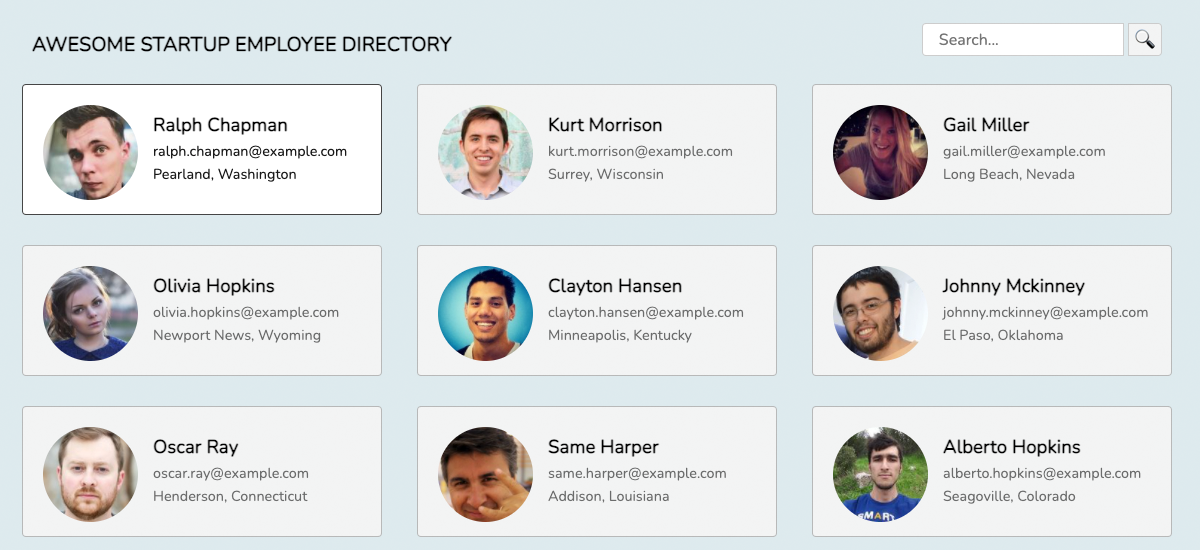 AWESOME STARTUP EMPLOYEE DIRECTORY
Search...
Ralph Chapman
ralph.chapman@example.com
Pearland, Washington
Kurt Morrison
kurt.morrison@example.com
Surrey, Wisconsin
Gail Miller
gail.miller@example.com
Long Beach, Nevada
Olivia Hopkins
olivia.hopkins@example.com
Newport News, Wyoming
Clayton Hansen
clayton.hansen@example.com
Minneapolis, Kentucky
Johnny Mckinney
johnny.mckinney@example.com
El Paso, Oklahoma
Oscar Ray
oscar.ray@example.com
Henderson, Connecticut
Same Harper
same.harper@example.com
Addison, Louisiana
Alberto Hopkins
alberto.hopkins@example.com
Seagoville, Colorado
SMART